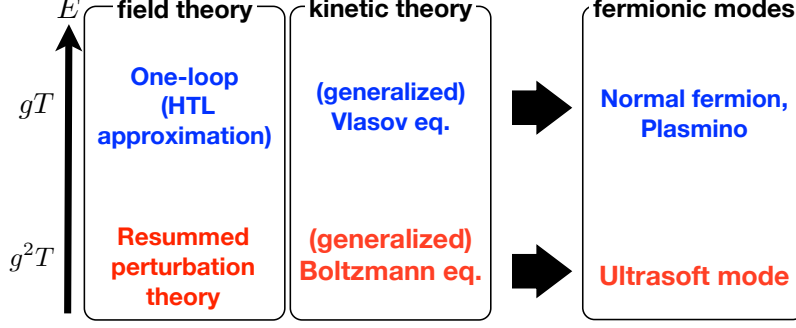 E
field theory
kinetic theory
fermionic modes
gT
One-loop
(HTL
approximation)
(generalized)
Vlasov eq.
Normal fermion,
Plasmino
g²T
Resummed
perturbation
theory
(generalized)
Boltzmann eq.
Ultrasoft mode